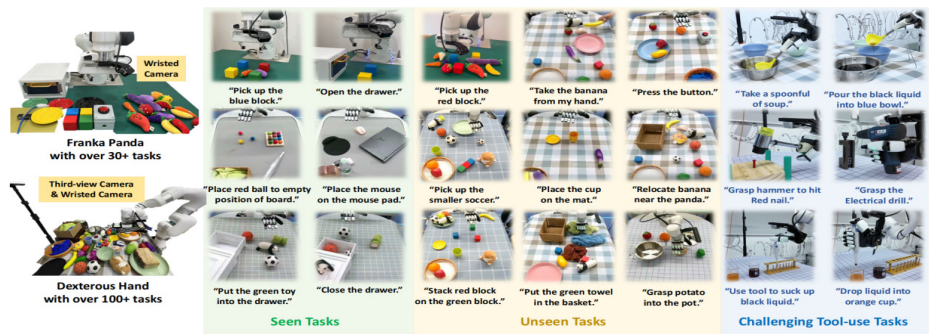 Wristed
Camera
Franka Panda
with over 30+ tasks
Third-view Camera
& Wristed Camera
Dexterous Hand
with over 100+ tasks
“Pick up the
blue block.”
“Open the drawer.”
“Place red ball to empty
position of board.”
“Place the mouse
on the mouse pad.”
“Put the green toy
into the drawer.”
“Close the drawer.”
Seen Tasks
“Pick up the
red block.”
“Take the banana
from my hand.”
“Press the button.”
“Pick up the
smaller soccer.”
“Place the cup
on the mat.”
“Relocate banana
near the panda.”
“Stack red block
on the green block.”
“Put the green towel
in the basket.”
“Grasp potato
into the pot.”
Unseen Tasks
“Take a spoonful
of soup.”
“Pour the black liquid
into blue bowl.”
“Grasp hammer to hit
Red nail.”
“Grasp the
Electrical drill.”
“Use tool to suck up
black liquid.”
“Drop liquid into
orange cup.”
Challenging Tool-use Tasks